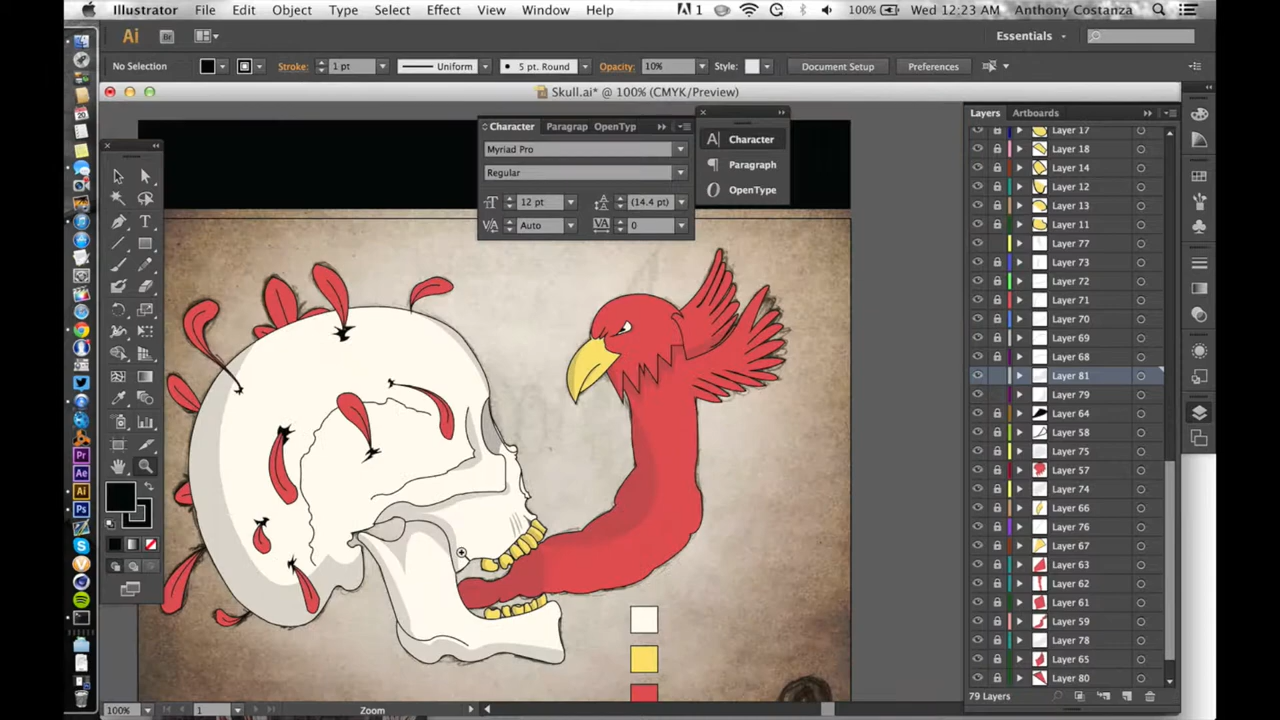 Illustrator File Edit Object Type Select Effect View Window Help 1 100% Wed 12:23 AM Anthony Costanza
Ai Br Essentials
No Selection Stroke: 1 pt Uniform 5 pt. Round Opacity: 10% Style: Document Setup Preferences
Skull.ai* @ 100% (CMYK/Preview)
Character Paragrap OpenTyp
Myriad Pro
Regular
12 pt (14.4 pt)
Auto 0
Character
Paragraph
OpenType
Layers Artboards
Layer 17
Layer 18
Layer 14
Layer 12
Layer 13
Layer 11
Layer 77
Layer 73
Layer 72
Layer 71
Layer 70
Layer 69
Layer 68
Layer 81
Layer 79
Layer 64
Layer 58
Layer 75
Layer 57
Layer 74
Layer 66
Layer 76
Layer 67
Layer 63
Layer 62
Layer 61
Layer 60
Layer 78
Layer 65
Layer 80
79 Layers
Pr
Ae
Ai
Ps
100% 1 Zoom